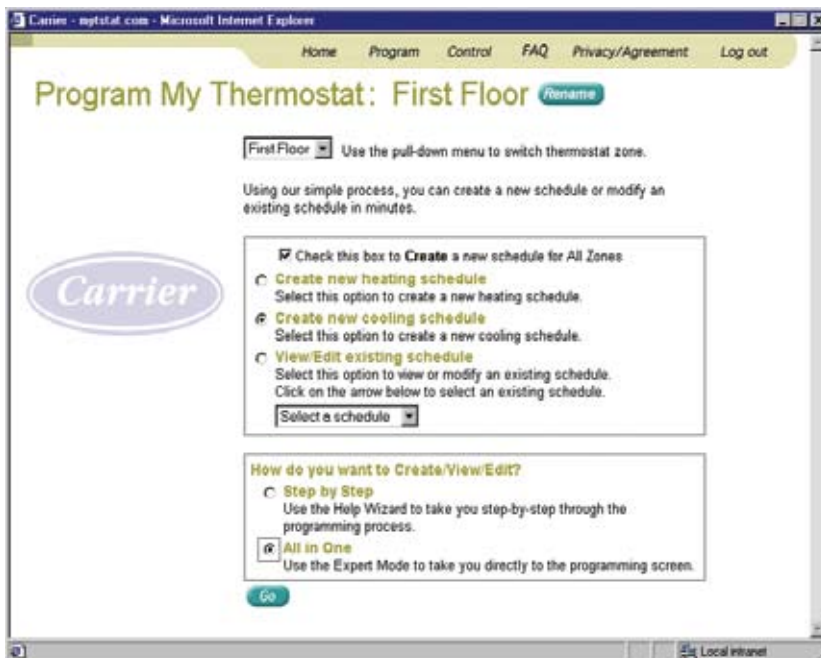 Carrier - mytstat.com - Microsoft Internet Explorer
Home Program Control FAQ Privacy/Agreement Log out
Program My Thermostat: First Floor Rename
First Floor Use the pull-down menu to switch thermostat zone.
Using our simple process, you can create a new schedule or modify an
existing schedule in minutes.
Carrier
Check this box to Create a new schedule for All Zones
Create new heating schedule
Select this option to create a new heating schedule.
Create new cooling schedule
Select this option to create a new cooling schedule.
View/Edit existing schedule
Select this option to view or modify an existing schedule.
Click on the arrow below to select an existing schedule.
Select a schedule
How do you want to Create/View/Edit?
Step by Step
Use the Help Wizard to take you step-by-step through the
programming process.
All in One
Use the Expert Mode to take you directly to the programming screen.
Go
Local intranet